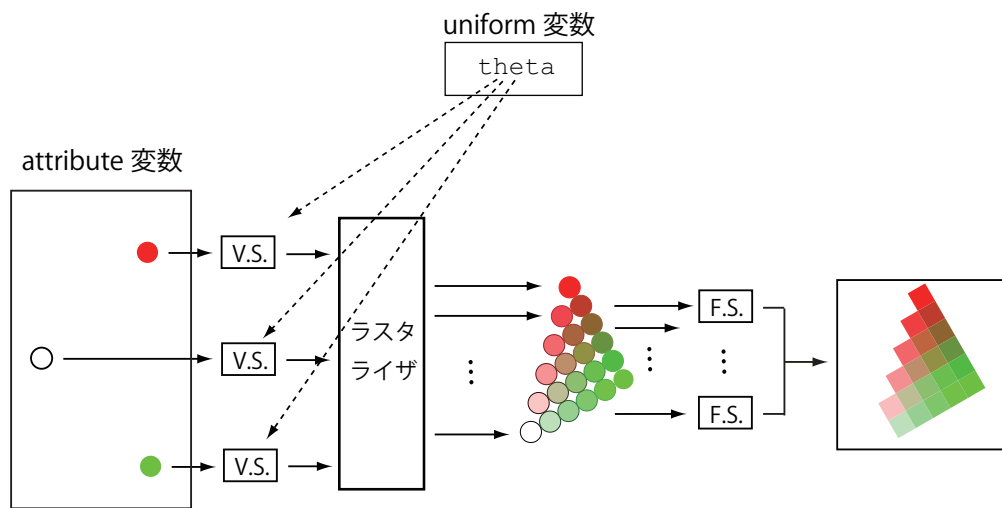 uniform 変数
theta
attribute 変数
V.S.
V.S.
V.S.
ラスタ
ライザ
F.S.
F.S.